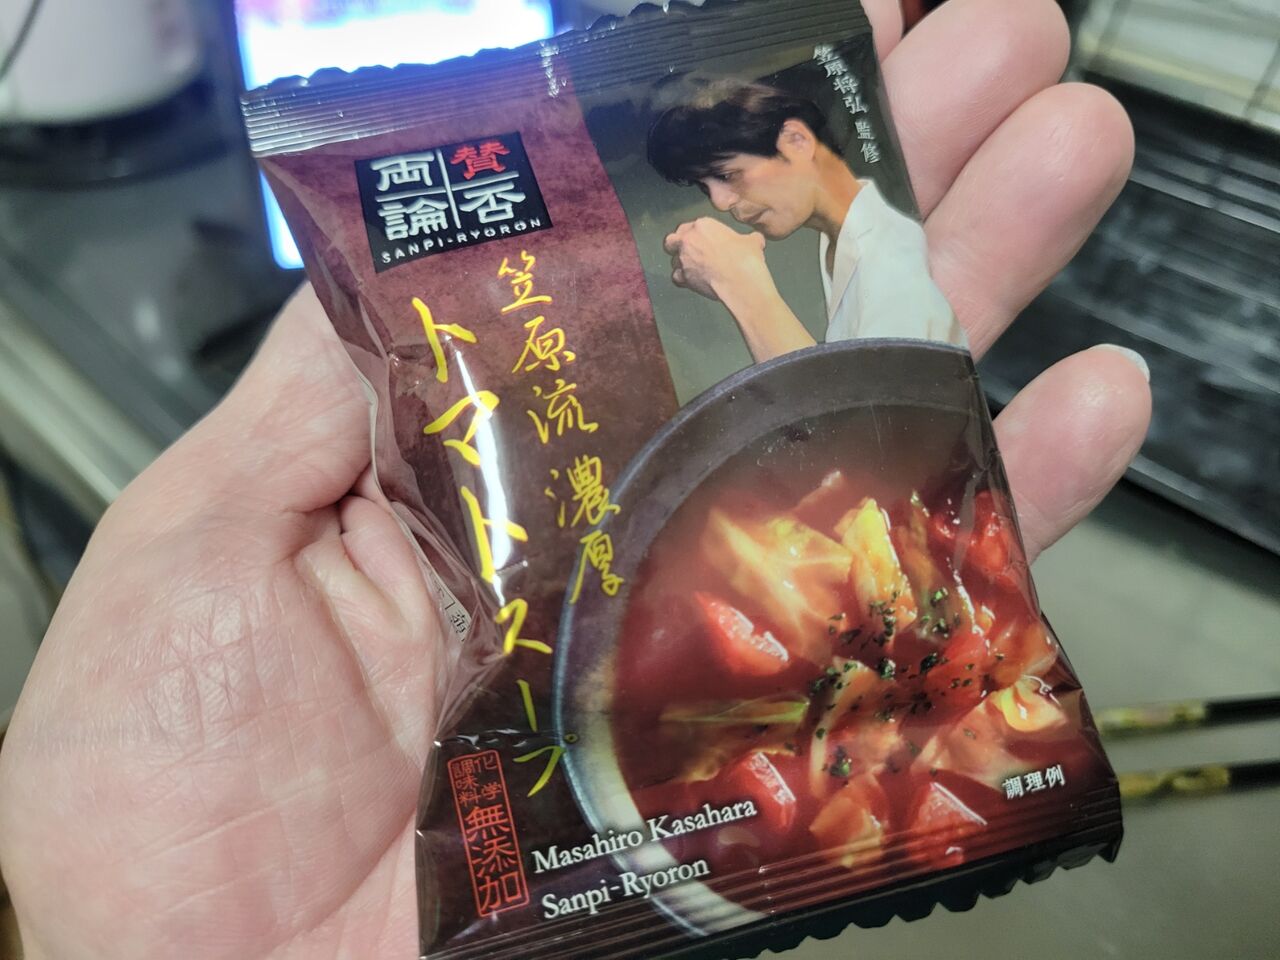 賛否
両論
SANPI-RYORON
笠原将弘 監修
笠原流 濃厚
トマトスープ
化学
調味料
無添加
Masahiro Kasahara
Sanpi-Ryoron
調理例